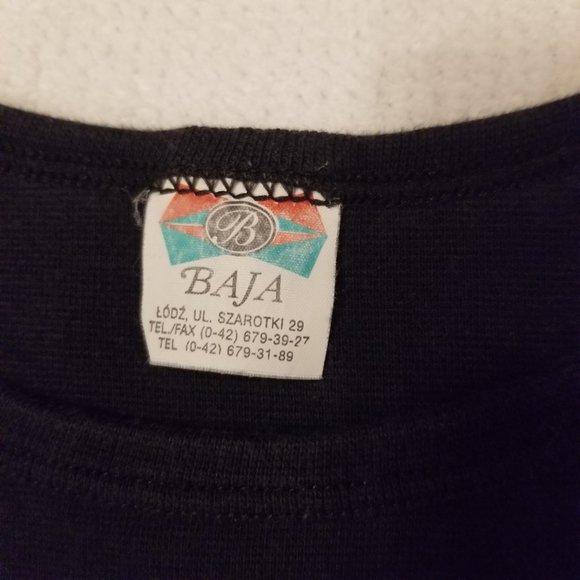 B
BAJA
ŁÓDŹ, UL. SZAROTKI 29
TEL./FAX (0-42) 679-39-27
TEL (0-42) 679-31-89